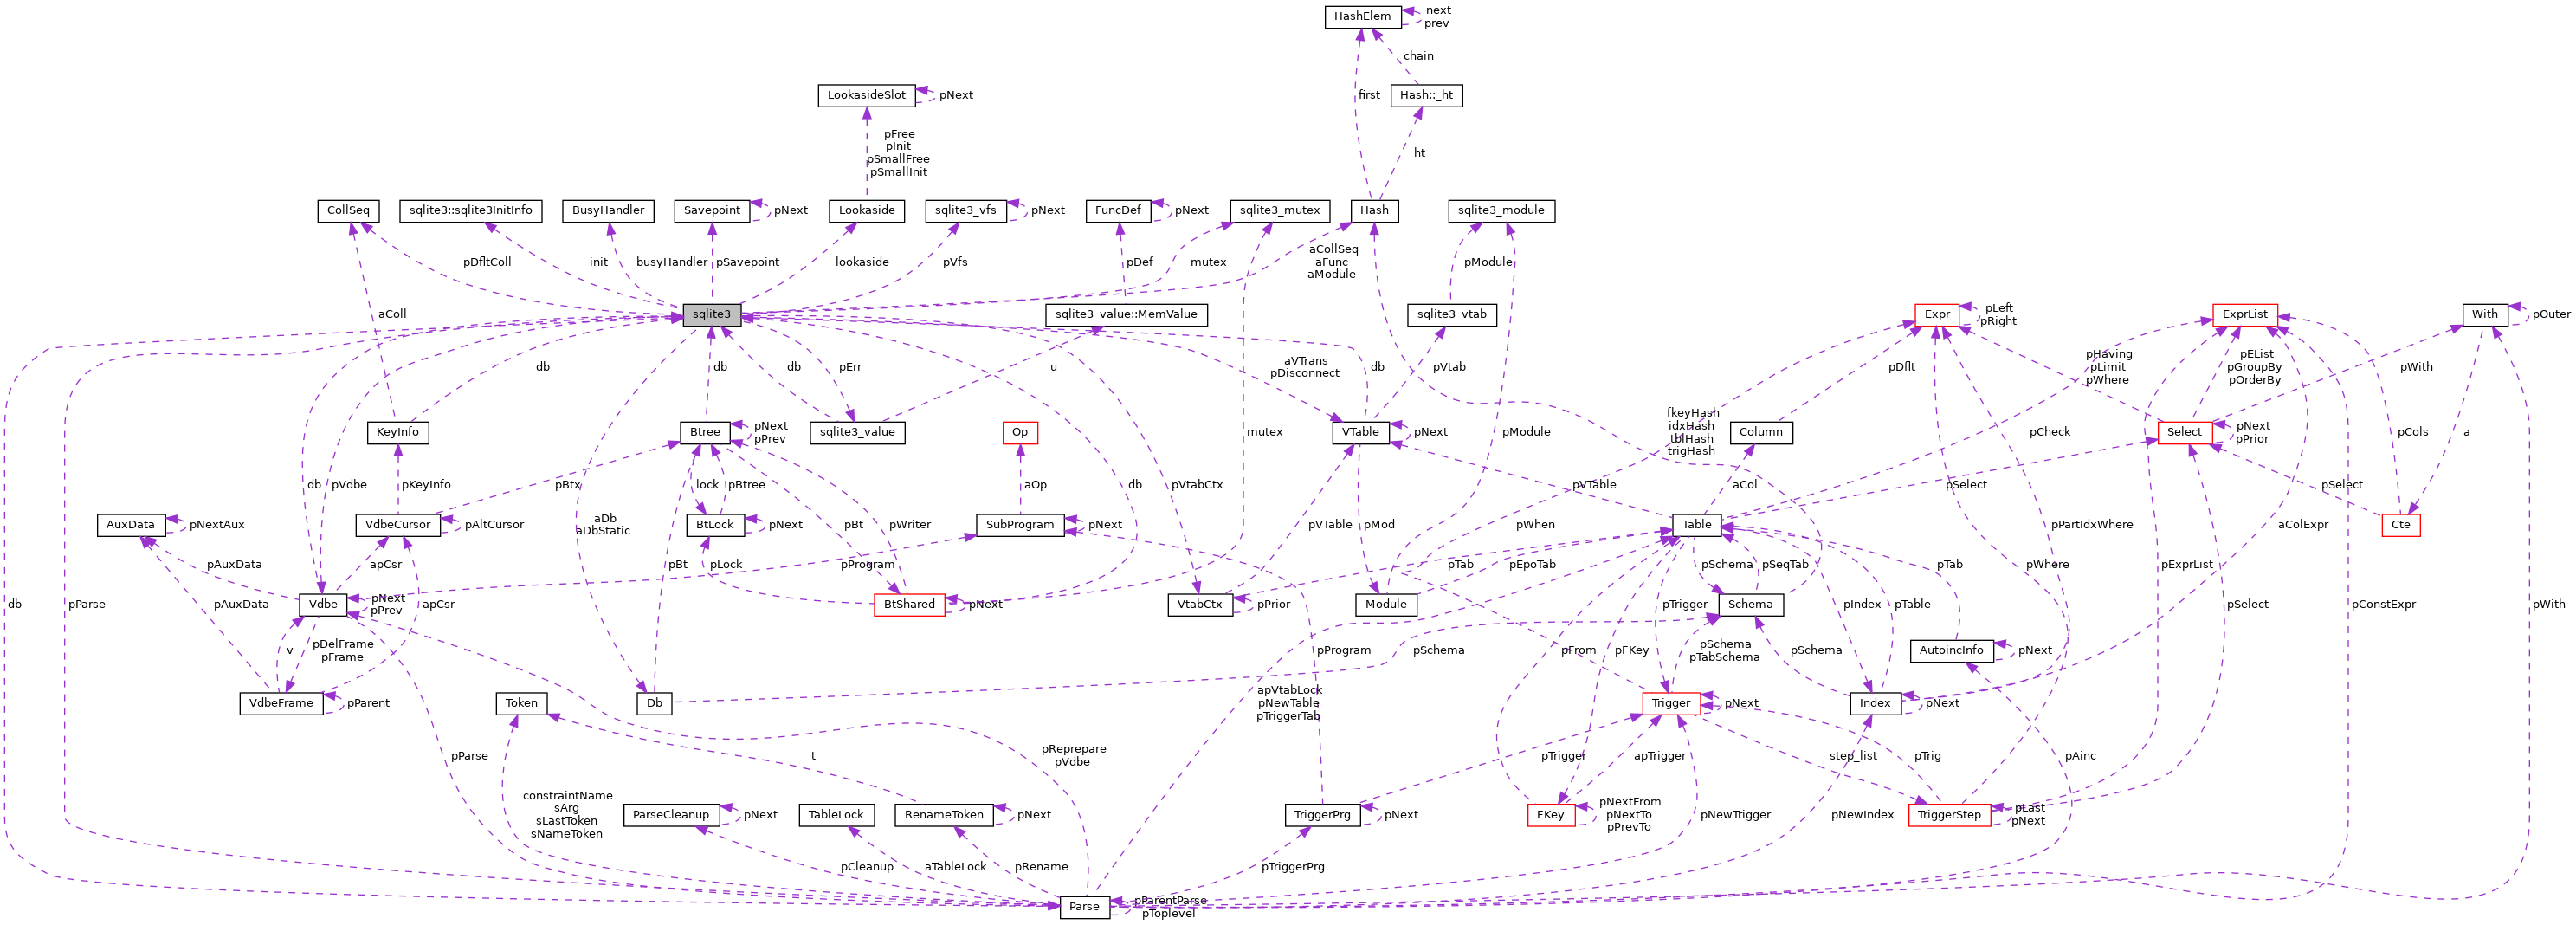 HashElem
next
prev
chain
LookasideSlot
pNext
first
Hash::_ht
pFree
pInit
pSmallFree
pSmallInit
ht
CollSeq
sqlite3::sqlite3InitInfo
BusyHandler
Savepoint
pNext
Lookaside
sqlite3_vfs
pNext
FuncDef
pNext
sqlite3_mutex
Hash
sqlite3_module
pDfltColl
init
busyHandler
pSavepoint
lookaside
pVfs
pDef
mutex
aCollSeq
aFunc
aModule
pModule
aColl
sqlite3
sqlite3_value::MemValue
sqlite3_vtab
Expr
pLeft
pRight
ExprList
With
pOuter
db
db
db
pErr
u
aVTrans
pDisconnect
db
pVtab
pDflt
pHaving
pLimit
pWhere
pEList
pGroupBy
pOrderBy
pWith
KeyInfo
Btree
pNext
pPrev
sqlite3_value
Op
mutex
VTable
pNext
pModule
fkeyHash
idxHash
tblHash
trigHash
Column
pCheck
Select
pNext
pPrior
pCols
a
db
pVdbe
pKeyInfo
pBtx
lock
pBtree
aOp
db
pVtabCtx
pVTable
aCol
pSelect
pSelect
AuxData
pNextAux
VdbeCursor
pAltCursor
aDb
aDbStatic
BtLock
pNext
pBt
pWriter
SubProgram
pNext
pVTable
pMod
pWhen
Table
pPartIdxWhere
aColExpr
Cte
pAuxData
apCsr
pBt
pLock
pProgram
pTab
pEpoTab
pSchema
pSeqTab
pTab
pWhere
pExprList
db
pParse
pAuxData
Vdbe
pNext
pPrev
apCsr
BtShared
pNext
VtabCtx
pPrior
Module
pTrigger
Schema
pIndex
pTable
pSelect
pConstExpr
pWith
v
pDelFrame
pFrame
pProgram
pSchema
pFrom
pFKey
pSchema
pTabSchema
pSchema
AutoincInfo
pNext
VdbeFrame
pParent
Token
Db
apVtabLock
pNewTable
pTriggerTab
Trigger
pNext
Index
pNext
pParse
t
pReprepare
pVdbe
pTrigger
apTrigger
step_list
pTrig
pAinc
constraintName
sArg
sLastToken
sNameToken
ParseCleanup
pNext
TableLock
RenameToken
pNext
TriggerPrg
pNext
FKey
pNextFrom
pNextTo
pPrevTo
pNewTrigger
pNewIndex
TriggerStep
pLast
pNext
pCleanup
aTableLock
pRename
pTriggerPrg
Parse
pParentParse
pToplevel